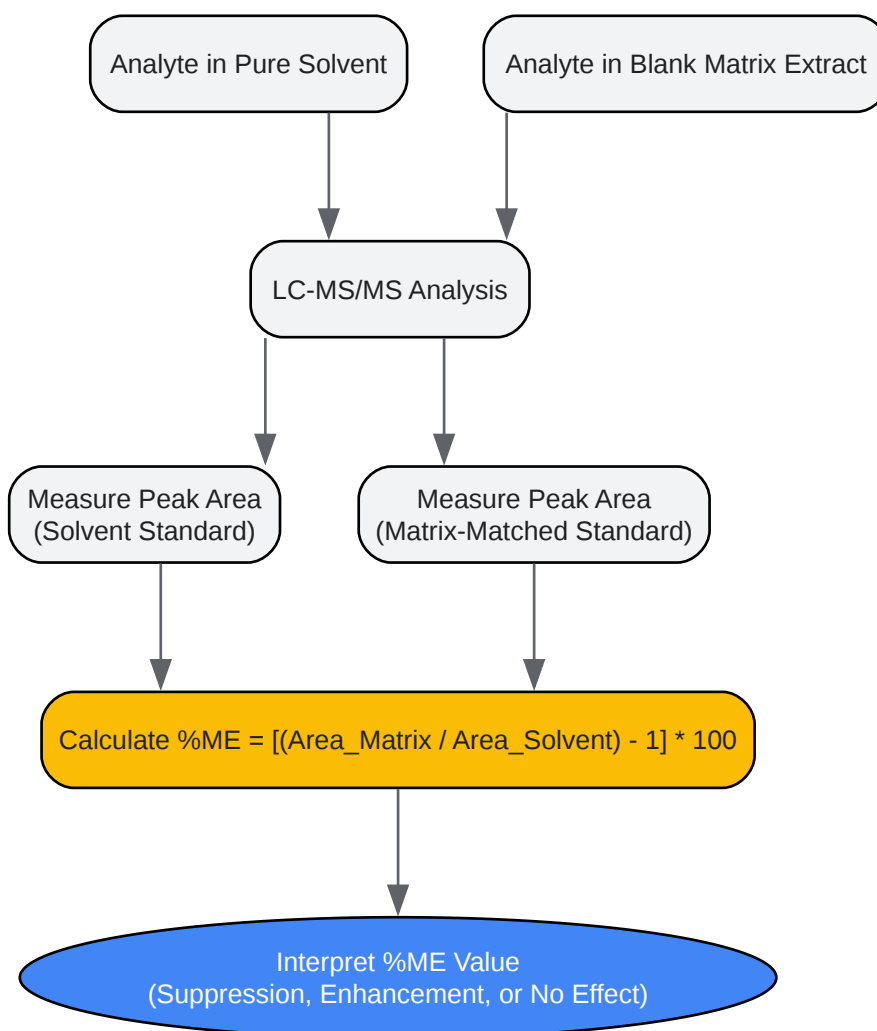 Analyte in Pure Solvent
Analyte in Blank Matrix Extract
LC-MS/MS Analysis
Measure Peak Area
(Solvent Standard)
Measure Peak Area
(Matrix-Matched Standard)
Calculate %ME = [(Area_Matrix / Area_Solvent) - 1] * 100
Interpret %ME Value
(Suppression, Enhancement, or No Effect)